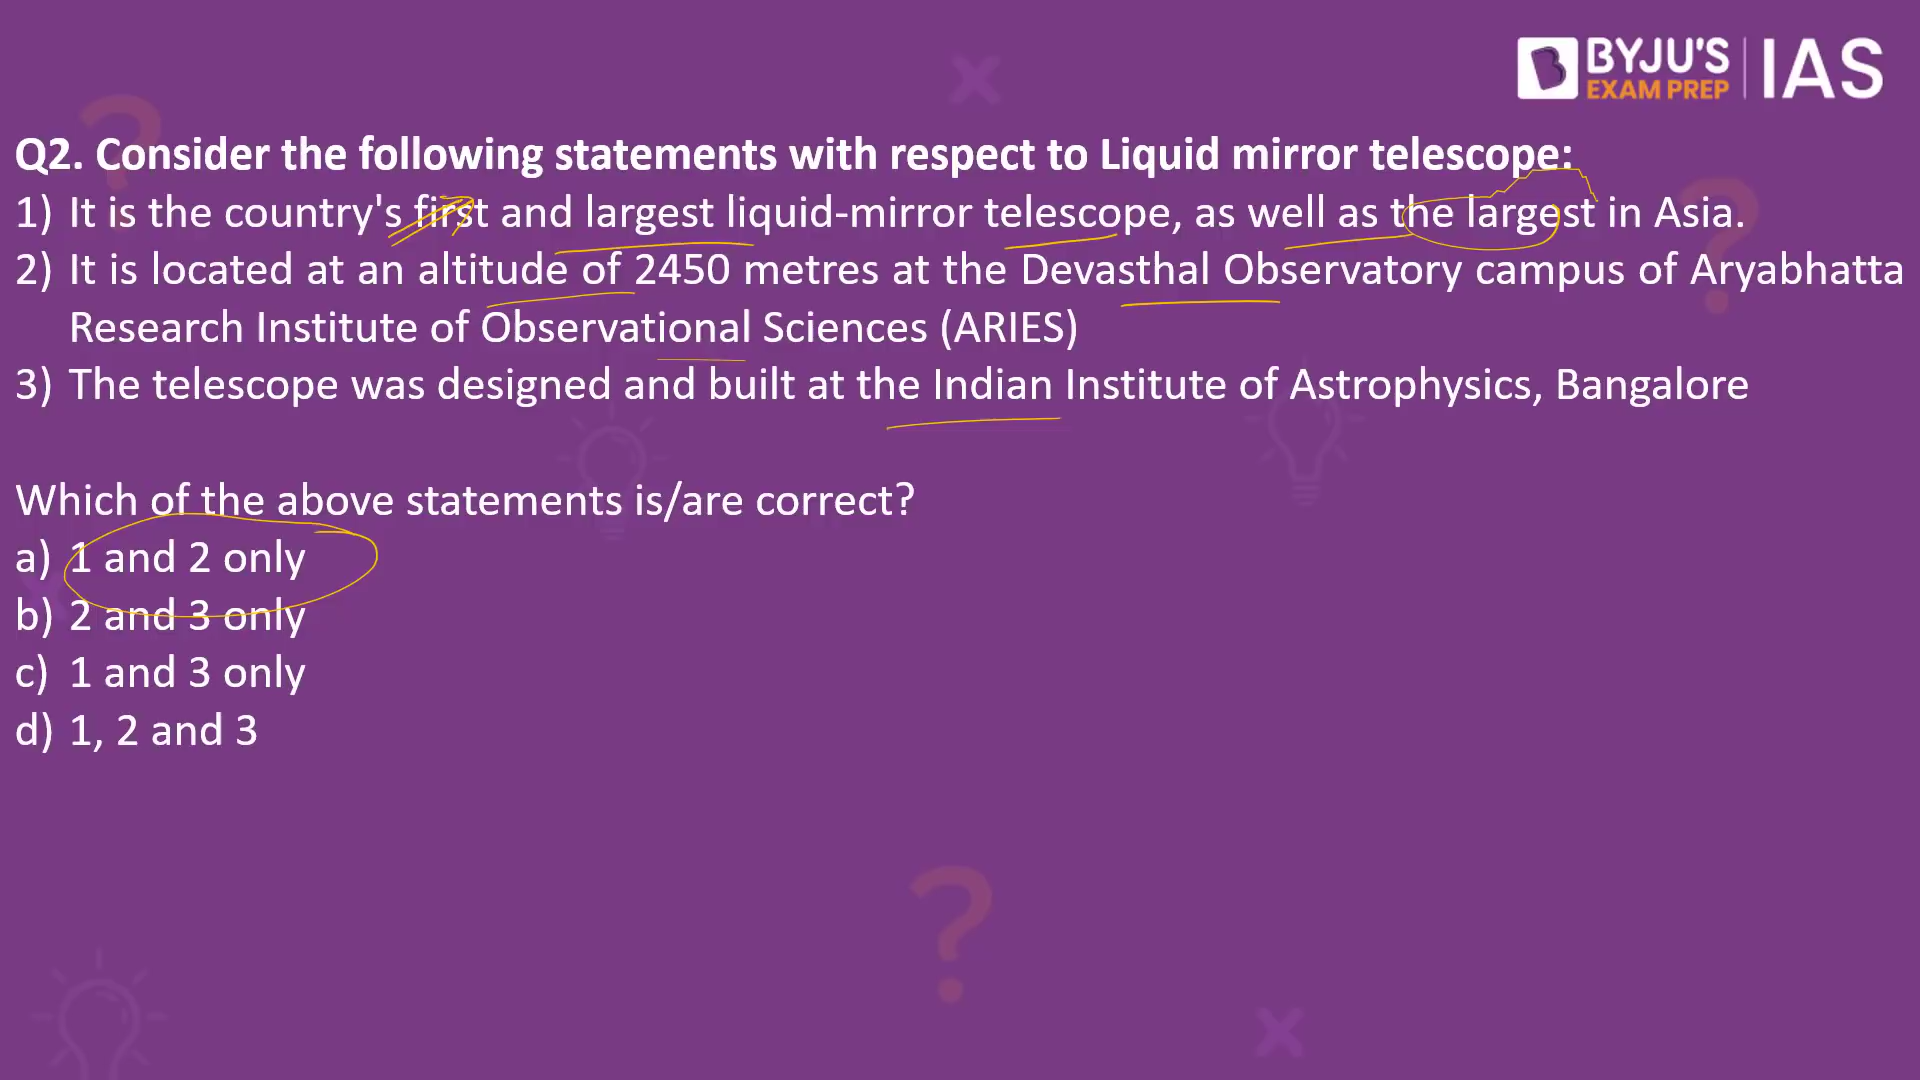 BYJU'S
EXAM PREP
IAS
Q2. Consider the following statements with respect to Liquid mirror telescope:
1) It is the country's first and largest liquid-mirror telescope, as well as the largest in Asia.
2) It is located at an altitude of 2450 metres at the Devasthal Observatory campus of Aryabhatta
Research Institute of Observational Sciences (ARIES)
3) The telescope was designed and built at the Indian Institute of Astrophysics, Bangalore
Which of the above statements is/are correct?
a) 1 and 2 only
b) 2 and 3 only
c) 1 and 3 only
d) 1, 2 and 3